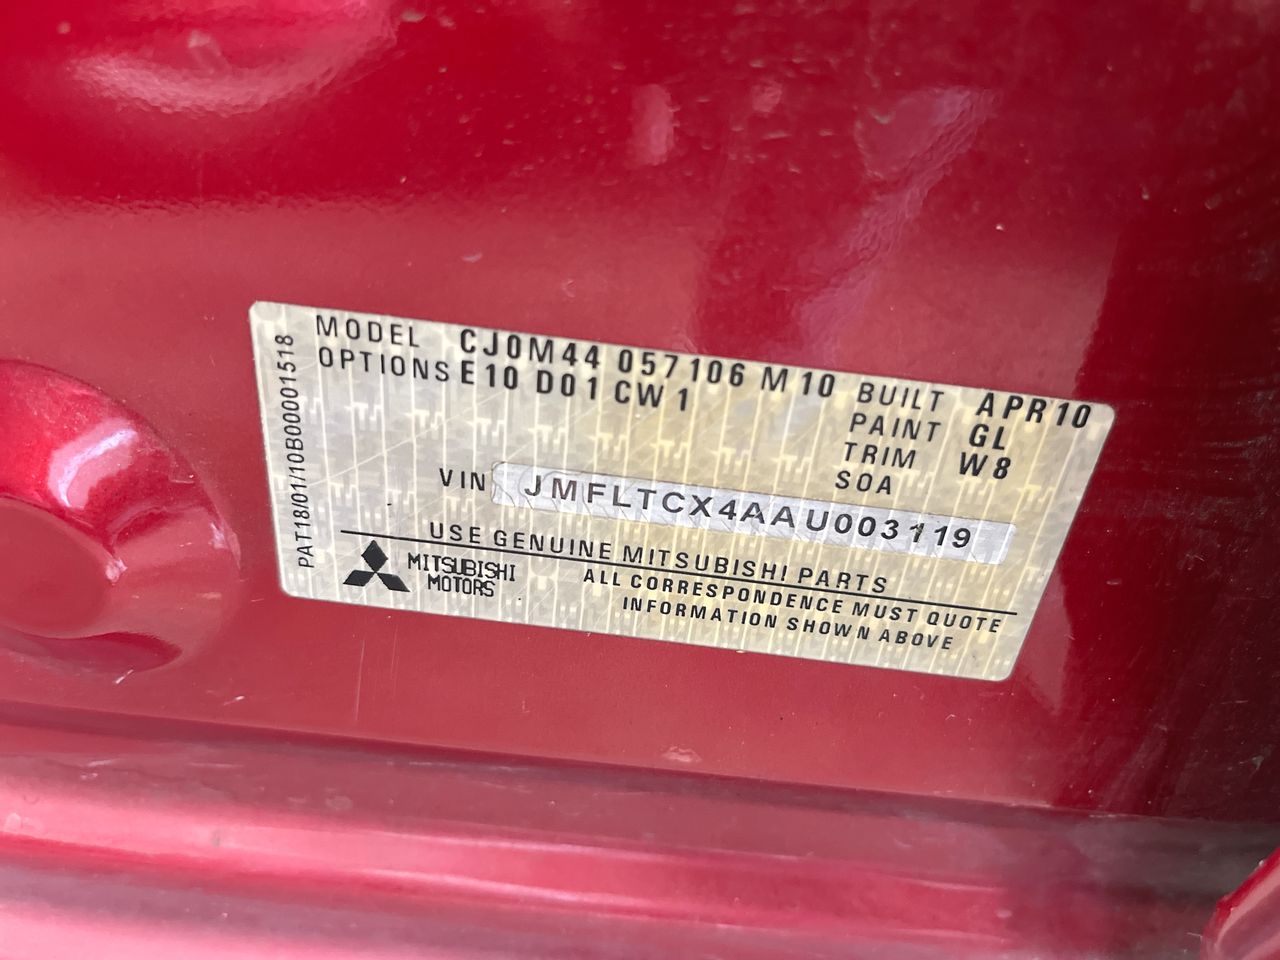 MODEL CJ0M44 057106 M10 BUILT APR10
OPTIONS E10 D01 CW1 PAINT GL
TRIM W8
SOA
VIN JMFLTCX4AAU003119
USE GENUINE MITSUBISHI PARTS
MITSUBISHI
MOTORS
ALL CORRESPONDENCE MUST QUOTE
INFORMATION SHOWN ABOVE
PAT18/01/10B00001518